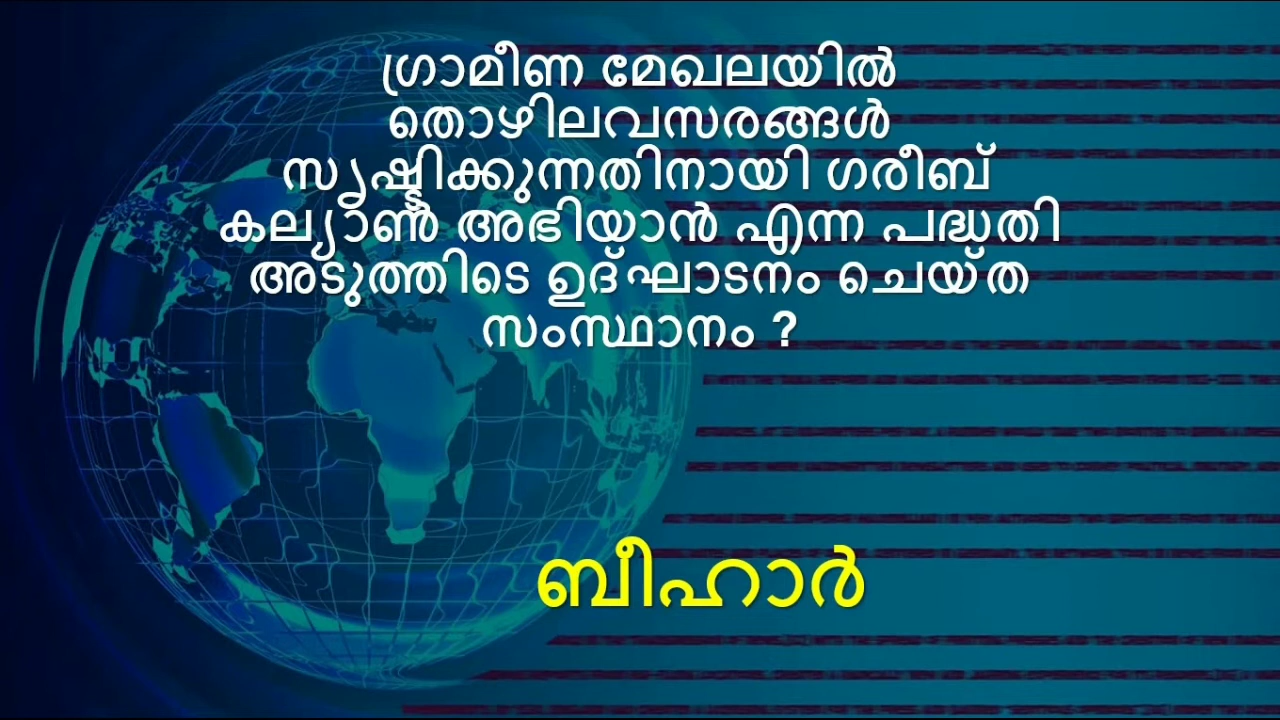 ഗ്രാമീണ മേഖലയിൽ
തൊഴിലവസരങ്ങൾ
സൃഷ്ടിക്കുന്നതിനായി ഗരീബ്
കല്യാൺ അഭിയാൻ എന്ന പദ്ധതി
അടുത്തിടെ ഉദ്ഘാടനം ചെയ്ത
സംസ്ഥാനം ?
ബീഹാർ